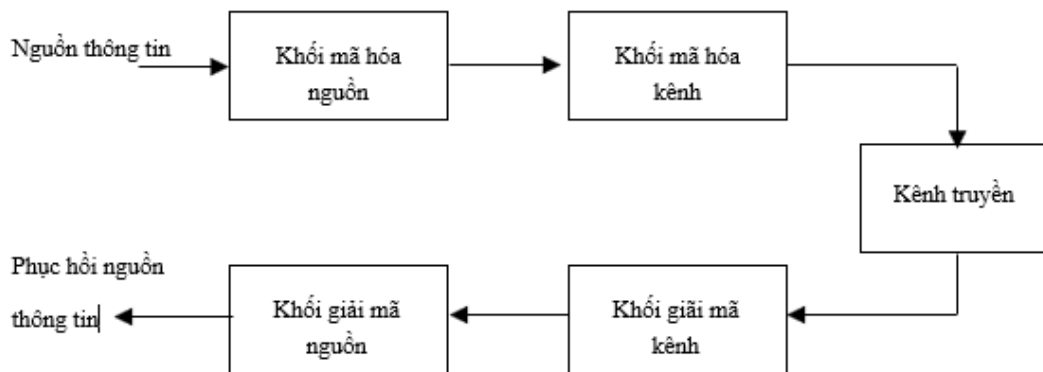 Nguồn thông tin
Khối mã hóa
nguồn
Khối mã hóa
kênh
Kênh truyền
Phục hồi nguồn
thông tin
Khối giải mã
nguồn
Khối giãi mã
kênh